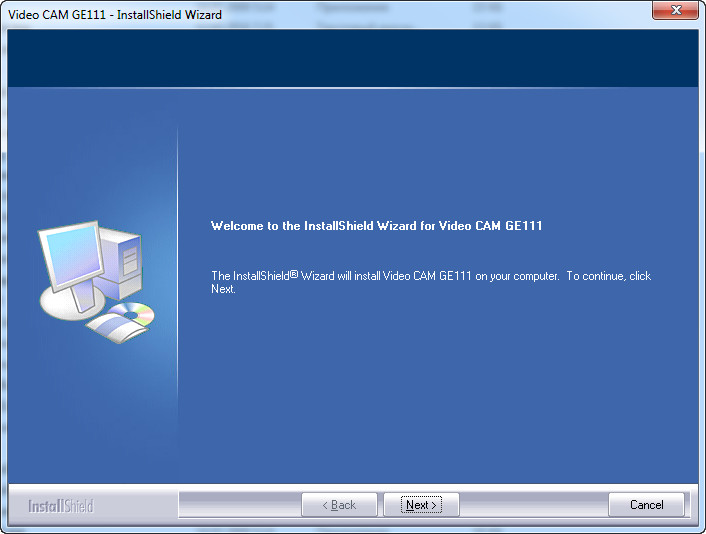 Video CAM GE111 - InstallShield Wizard
Welcome to the InstallShield Wizard for Video CAM GE111
The InstallShield® Wizard will install Video CAM GE111 on your computer.  To continue, click
Next.
InstallShield
< Back
Next >
Cancel